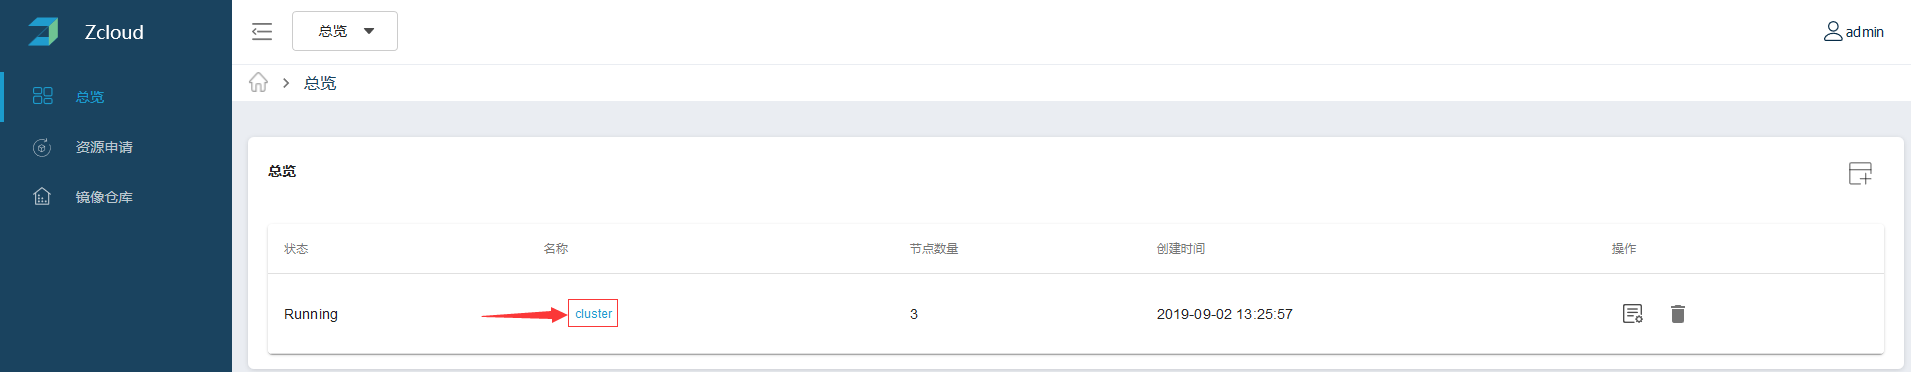 Zcloud
总览
admin
总览
总览
资源申请
镜像仓库
总览
状态 名称 节点数量 创建时间 操作
Running cluster 3 2019-09-02 13:25:57